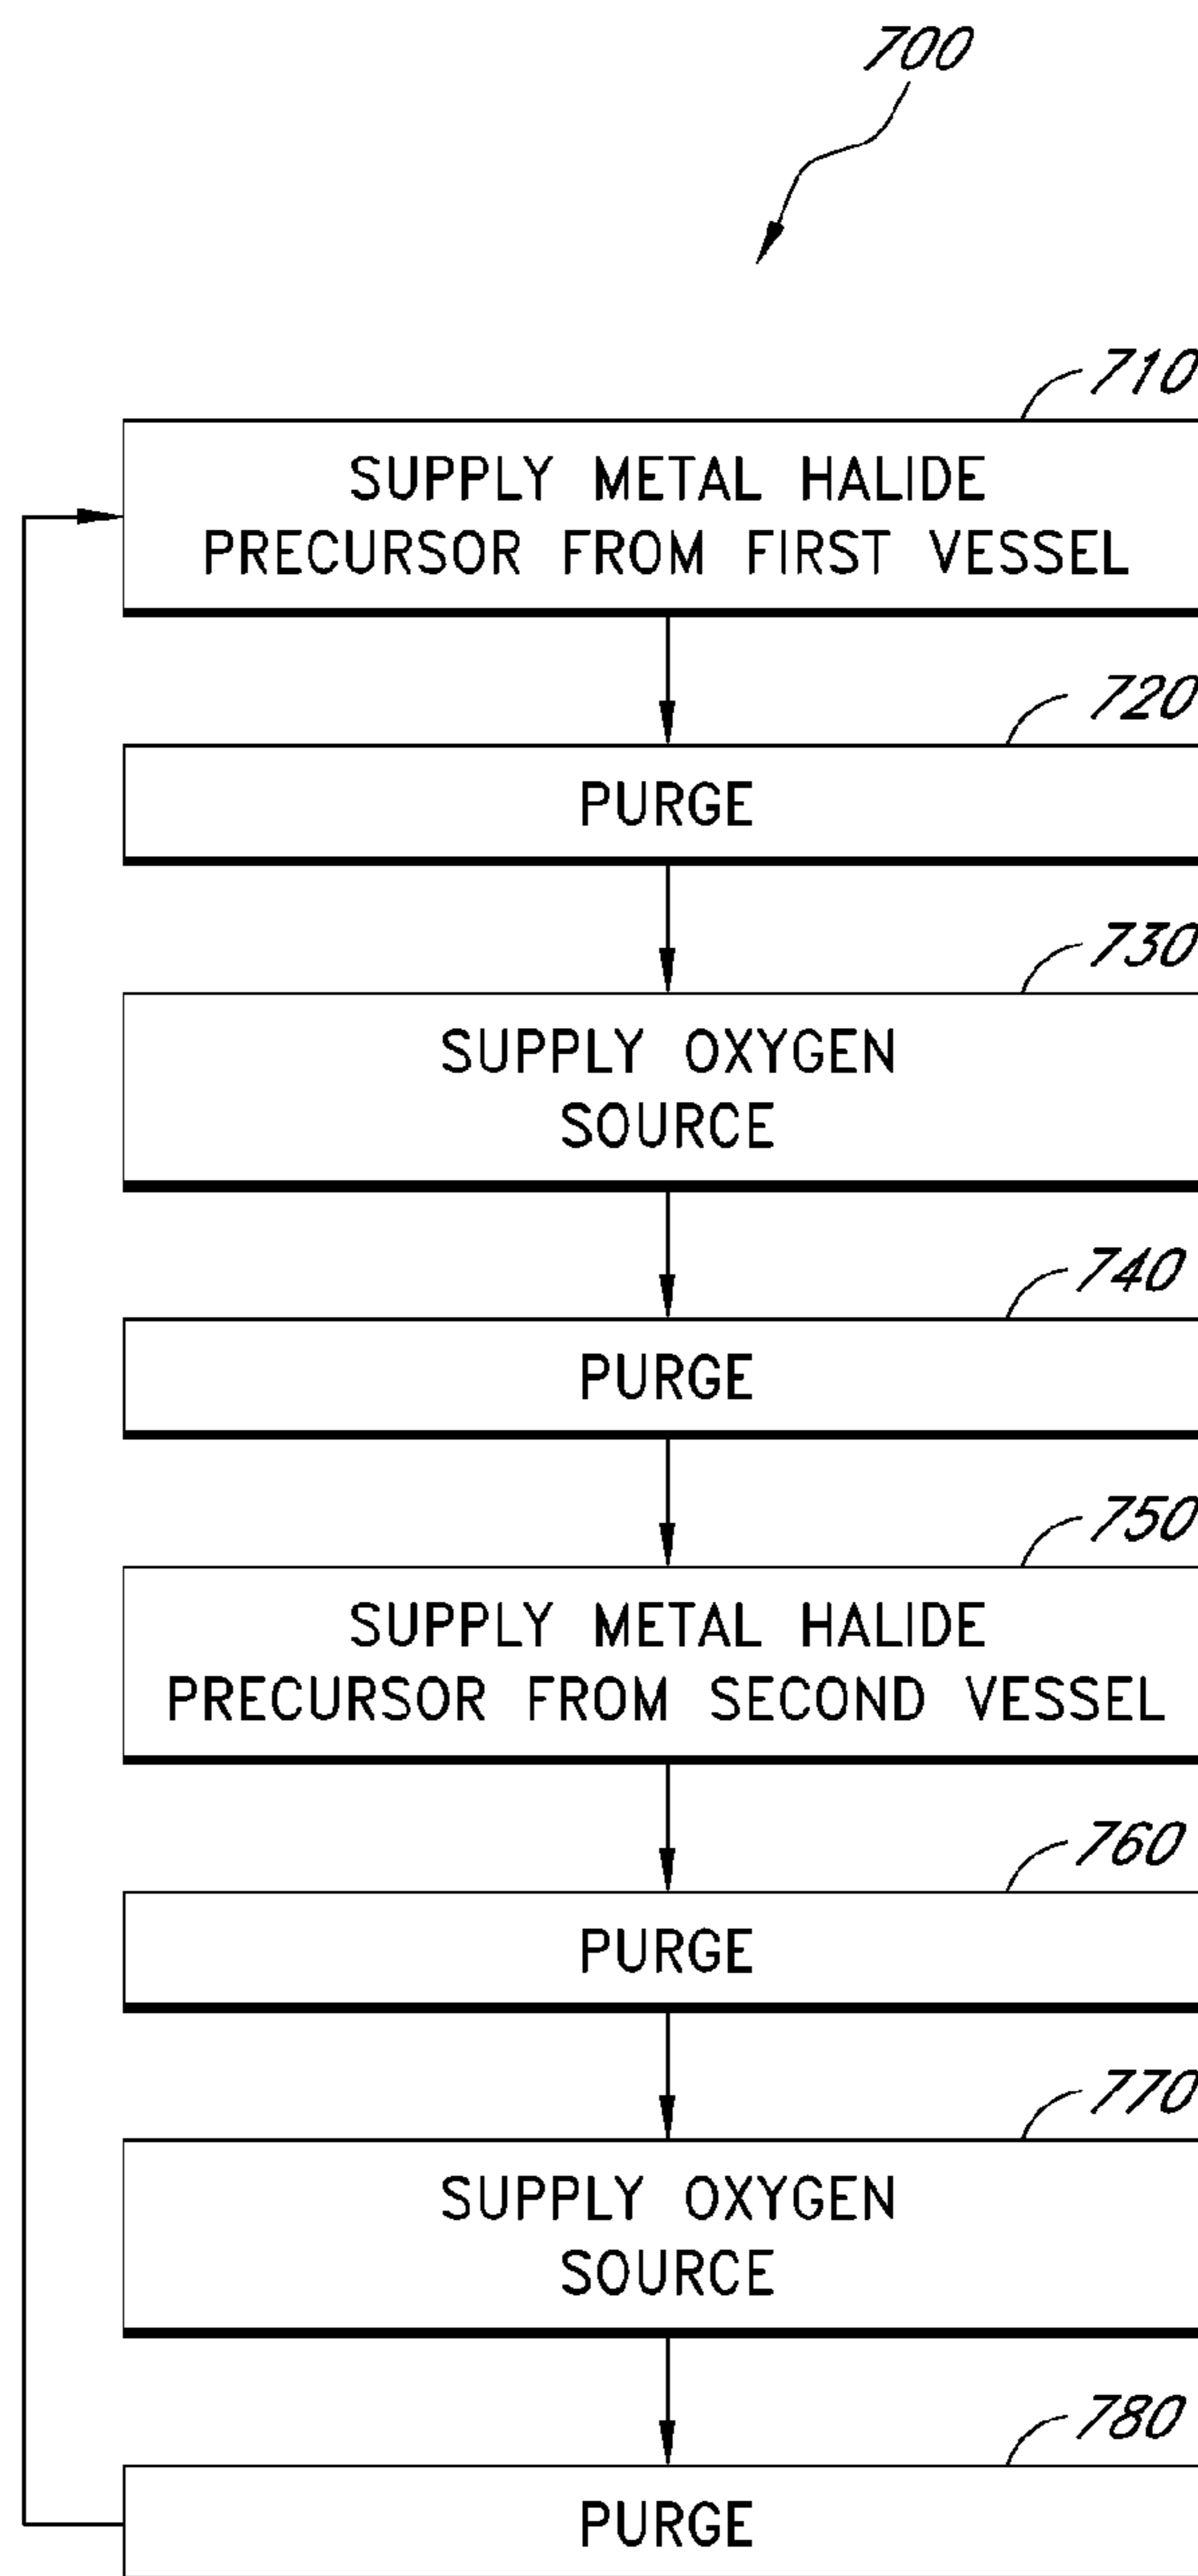 700
710
SUPPLY METAL HALIDE
PRECURSOR FROM FIRST VESSEL
720
PURGE
730
SUPPLY OXYGEN
SOURCE
740
PURGE
750
SUPPLY METAL HALIDE
PRECURSOR FROM SECOND VESSEL
760
PURGE
770
SUPPLY OXYGEN
SOURCE
780
PURGE